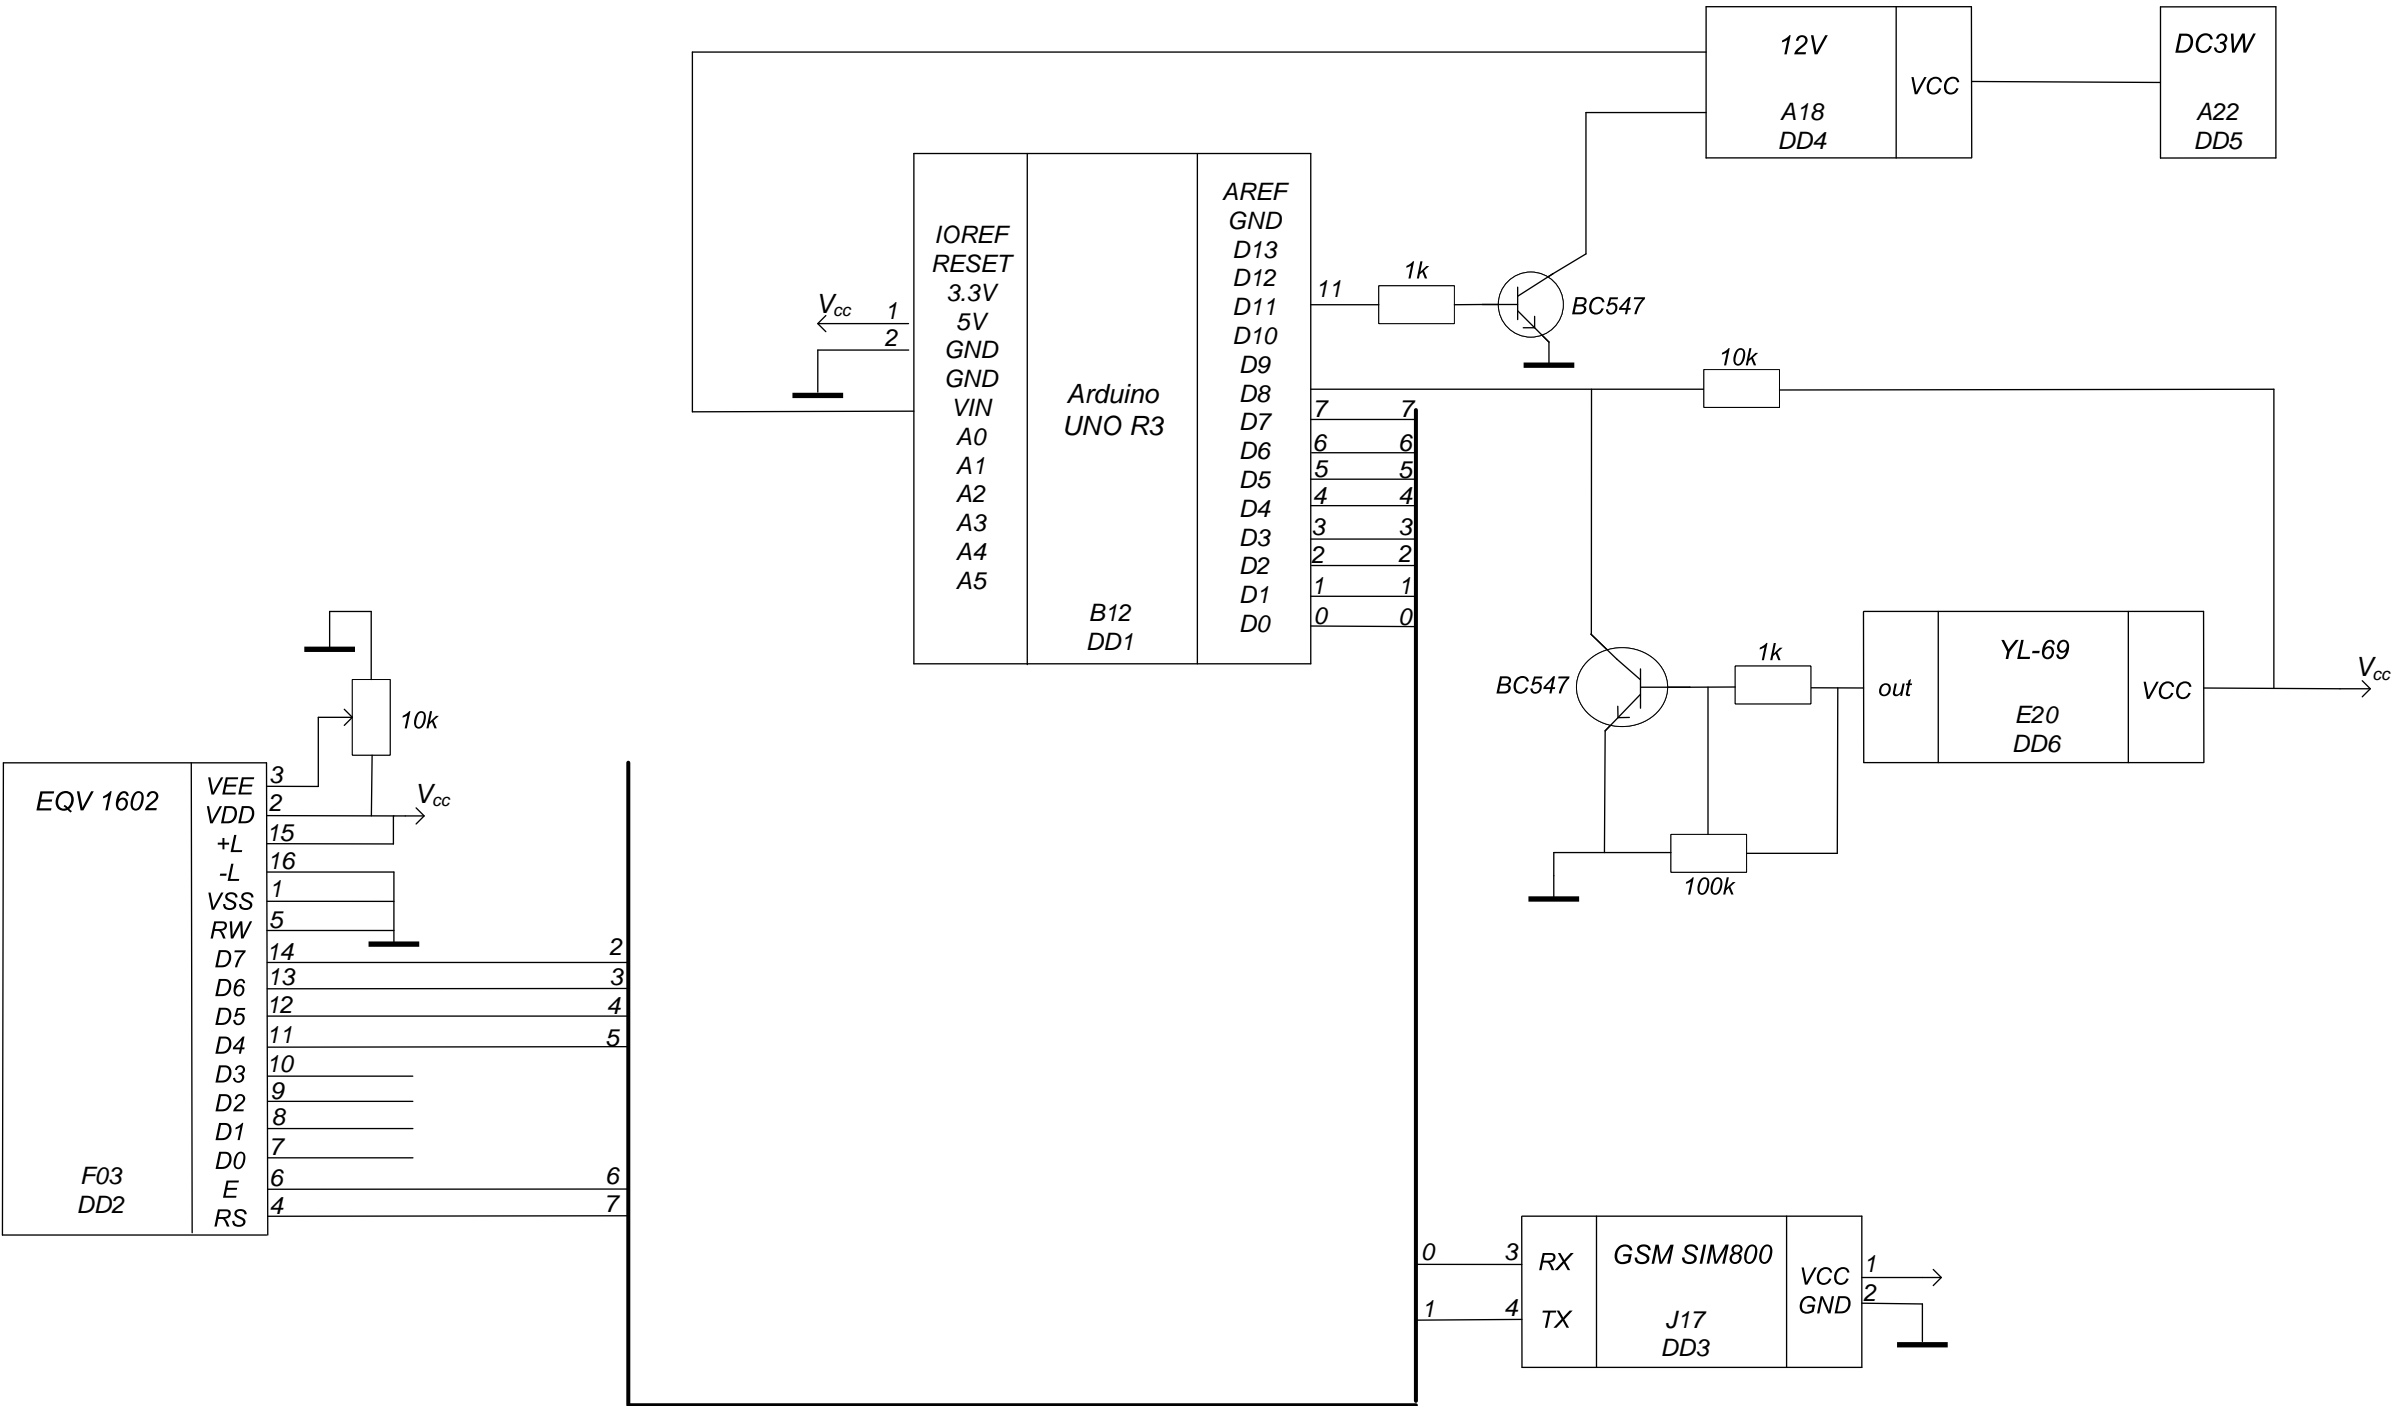 12V
VCC
A18
DD4
DC3W
A22
DD5
IOREF
RESET
3.3V
5V
GND
GND
VIN
A0
A1
A2
A3
A4
A5
Vcc
1
2
Arduino
UNO R3
B12
DD1
AREF
GND
D13
D12
D11
D10
D9
D8
D7
D6
D5
D4
D3
D2
D1
D0
11
7 7
6 6
5 5
4 4
3 3
2 2
1 1
0 0
1k
BC547
10k
BC547
1k
100k
out
YL-69
E20
DD6
VCC
Vcc
10k
Vcc
EQV 1602
F03
DD2
VEE 3
VDD 2
+L 15
-L 16
VSS 1
RW 5
D7 14 2
D6 13 3
D5 12 4
D4 11 5
D3 10
D2 9
D1 8
D0 7
E 6 6
RS 4 7
0 3 RX
1 4 TX
GSM SIM800
J17
DD3
VCC 1
GND 2